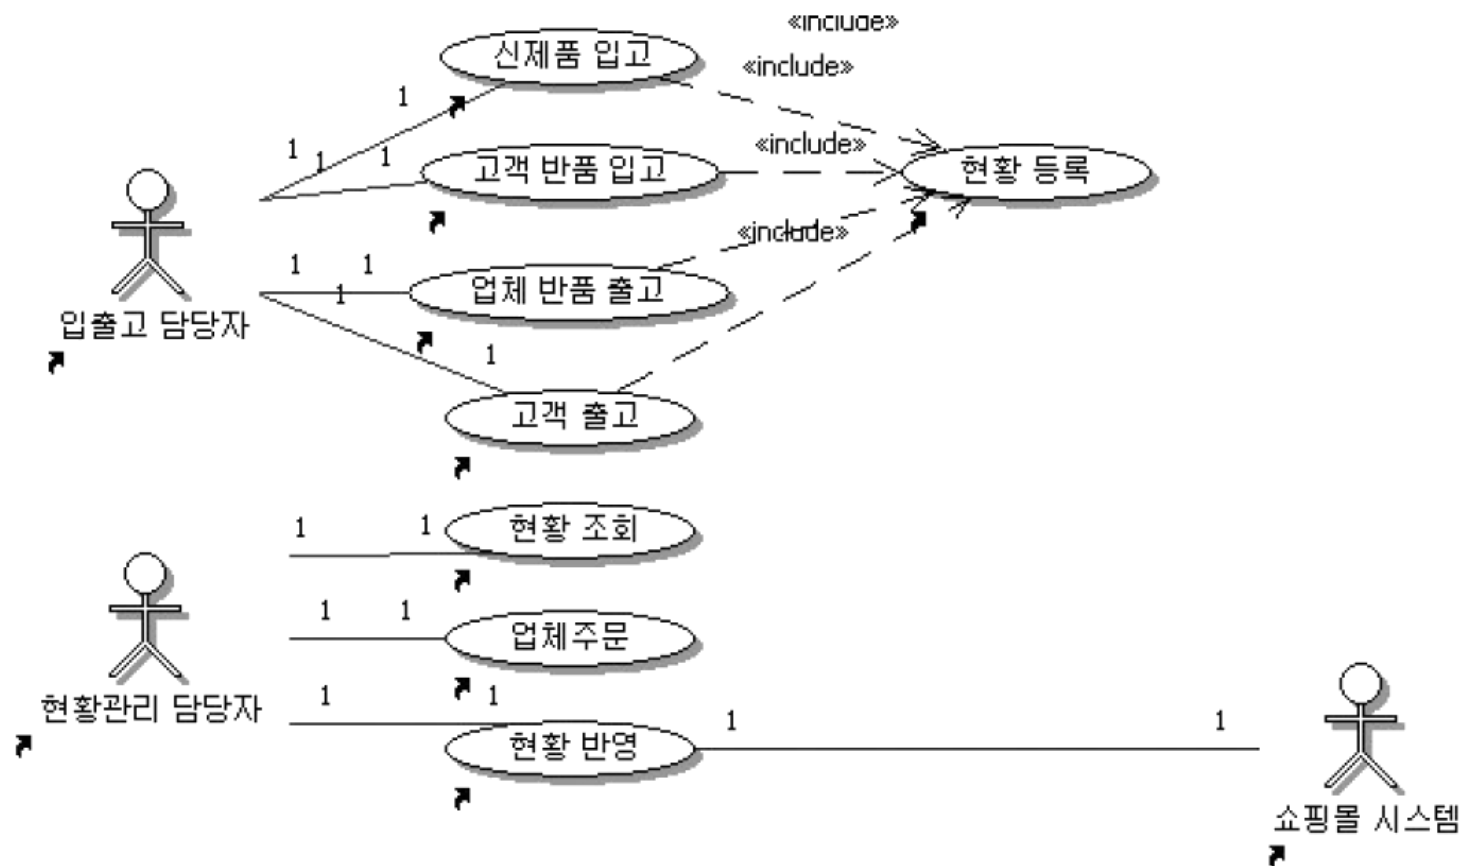 «include»
신제품 입고
«include»
1
1
1
1
«include»
고객 반품 입고
현황 등록
«include»
1
1
1
업체 반품 출고
입출고 담당자
1
고객 출고
1
1
현황 조회
1
1
업체주문
현황관리 담당자
1
1
1
1
현황 반영
쇼핑몰 시스템